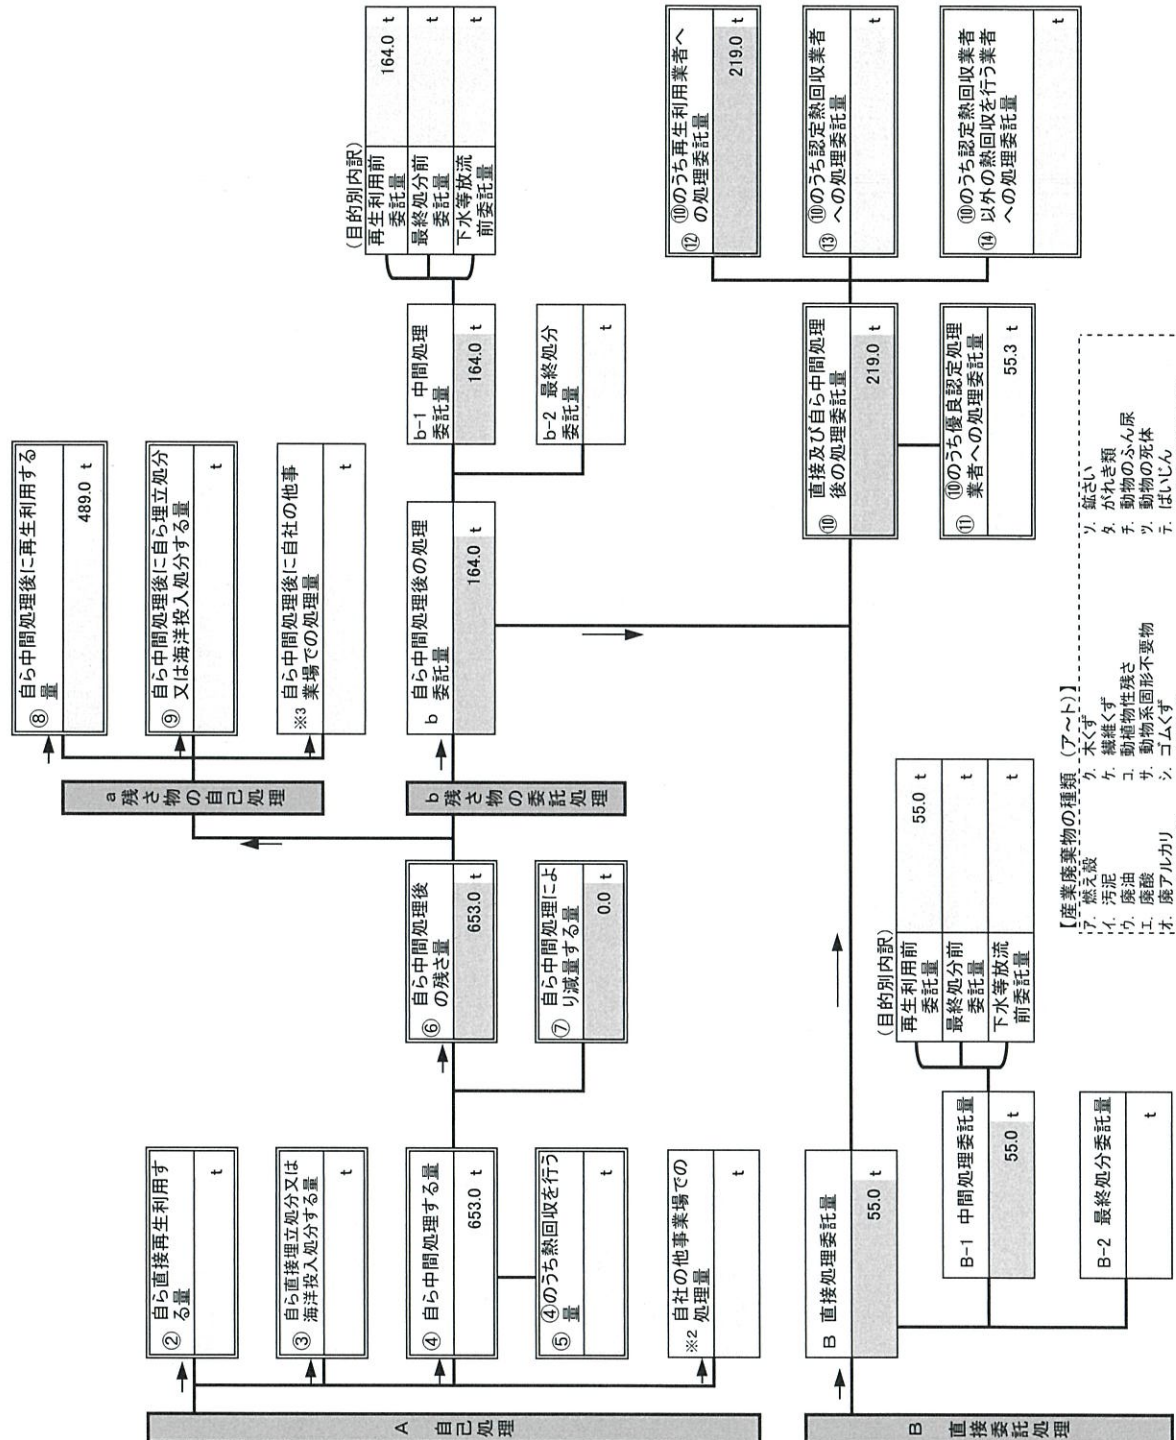 A 自己処理
② 自ら直接再生利用す
る量
t
③ 自ら直接埋立処分又は
海洋投入処分する量
t
④ 自ら中間処理する量
653.0 t
⑤ ④のうち熱回収を行う
量
t
※2 自社の他事業場での
処理量
t
⑥ 自ら中間処理後
の残さ量
653.0 t
⑦ 自ら中間処理によ
り減量する量
0.0 t
a 残さ物の自己処理
⑧ 自ら中間処理後に再生利用する
量
489.0 t
⑨ 自ら中間処理後に自ら埋立処分
又は海洋投入処分する量
t
※3 自ら中間処理後に自社の他事
業場での処理量
t
b 残さ物の委託処理
b 自ら中間処理後の処理
委託量
164.0 t
b-1 中間処理
委託量
164.0 t
b-2 最終処分
委託量
t
(目的別内訳)
再生利用前
委託量
164.0 t
最終処分前
委託量
t
下水等放流
前委託量
t
B 直接委託処理
B 直接処理委託量
55.0 t
B-1 中間処理委託量
55.0 t
B-2 最終処分委託量
t
(目的別内訳)
再生利用前
委託量
55.0 t
最終処分前
委託量
t
下水等放流
前委託量
t
⑩ 直接及び自ら中間処理
後の処理委託量
219.0 t
⑪ ⑩のうち優良認定処理
業者への処理委託量
55.3 t
⑫ ⑩のうち再生利用業者へ
の処理委託量
219.0 t
⑬ ⑩のうち認定熱回収業者
への処理委託量
t
⑭ ⑩のうち認定熱回収業者
以外の熱回収を行う業者
への処理委託量
t
【産業廃棄物の種類 (ア~ト)】
ア. 燃え殻 ク. 木くず ソ. 鉱さい
イ. 汚泥 ケ. 繊維くず タ. がれき類
ウ. 廃油 コ. 動植物性残さ チ. 動物のふん尿
エ. 廃酸 サ. 動物系固形不要物 ツ. 動物の死体
オ. 廃アルカリ シ. ゴムくず テ. ばいじん